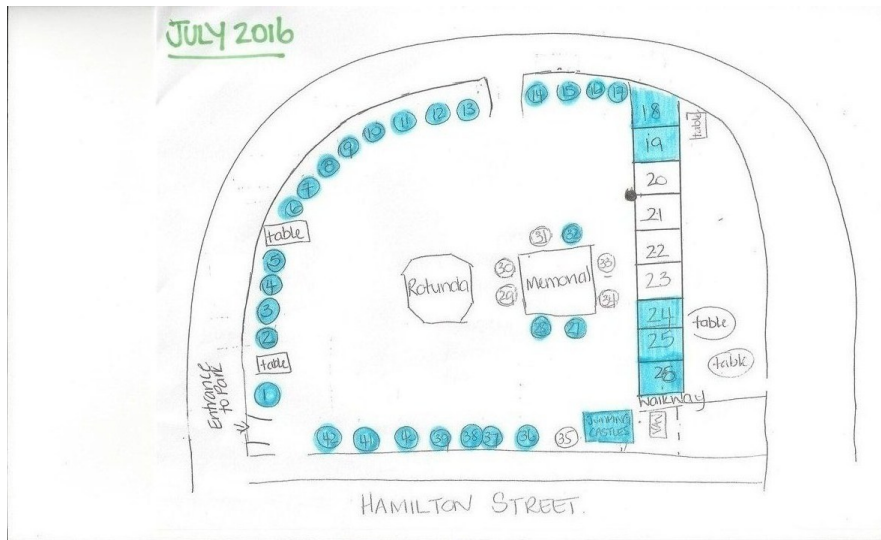 JULY 2016
14
15
16
17
18
13
12
11
10
9
8
7
6
table
19
20
21
22
23
24
25
26
table
table
table
5
4
3
2
table
1
Entrance
to Park
31
32
30
29
33
34
28
27
Rotunda
Memorial
Walkway
VAN
JUMPING
CASTLES
42
41
40
39
38
37
36
35
HAMILTON STREET.